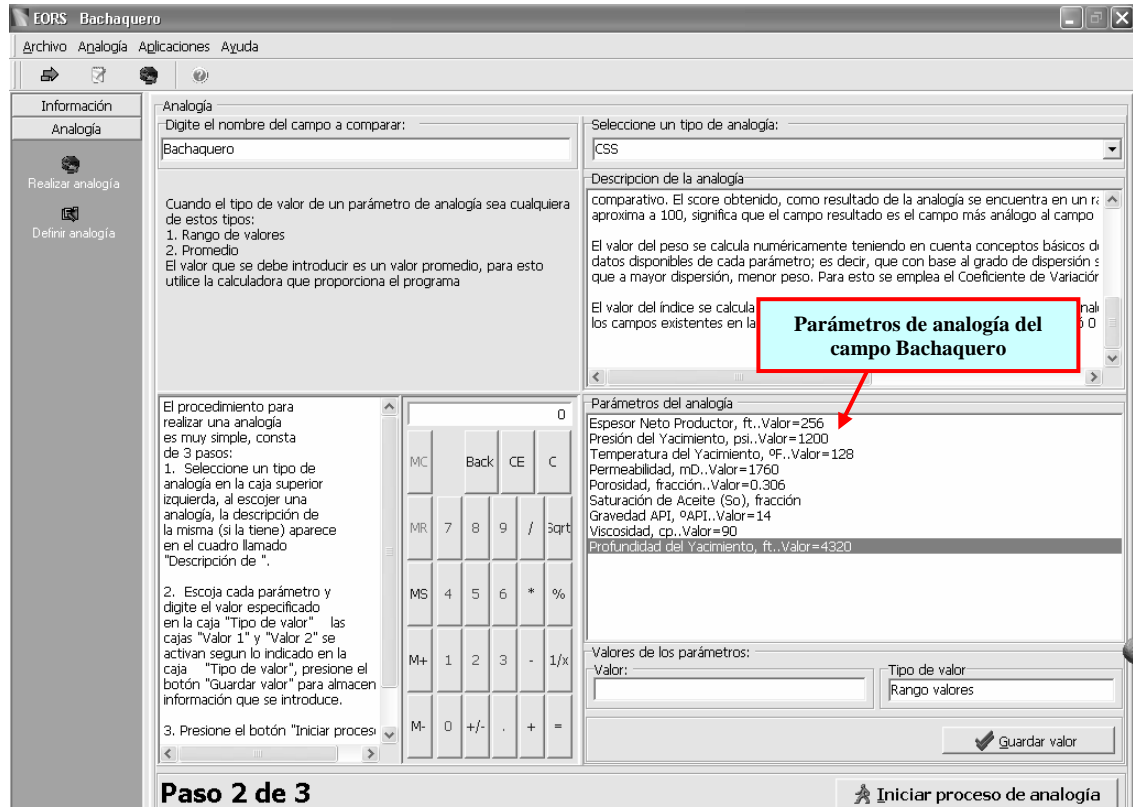 EORS Bachaquero
Archivo Analogía Aplicaciones Ayuda
Información
Analogía
Realizar analogía
Definir analogía
Analogía
Digite el nombre del campo a comparar:
Bachaquero
Cuando el tipo de valor de un parámetro de analogía sea cualquiera
de estos tipos:
1. Rango de valores
2. Promedio
El valor que se debe introducir es un valor promedio, para esto
utilice la calculadora que proporciona el programa
Seleccione un tipo de analogía:
CSS
Descripcion de la analogía
comparativo. El score obtenido, como resultado de la analogía se encuentra en un
aproxima a 100, significa que el campo resultado es el campo más análogo al campo
El valor del peso se calcula numéricamente teniendo en cuenta conceptos básicos
datos disponibles de cada parámetro; es decir, que con base al grado de dispersión
que a mayor dispersión, menor peso. Para esto se emplea el Coeficiente de Variación
El valor del índice se calcula
los campos existentes en la
Parámetros de analogía del
campo Bachaquero
El procedimiento para
realizar una analogía
es muy simple, consta
de 3 pasos:
1. Seleccione un tipo de
analogía en la caja superior
izquierda, al escojer una
analogía, la descripción de
la misma (si la tiene) aparece
en el cuadro llamado
"Descripción de ".
2. Escoja cada parámetro y
digite el valor especificado
en la caja "Tipo de valor" las
cajas "Valor 1" y "Valor 2" se
activan segun lo indicado en la
caja "Tipo de valor", presione el
botón "Guardar valor" para almacen
información que se introduce.
3. Presione el botón "Iniciar proces
0
MC Back CE C
MR 7 8 9 / Sqrt
MS 4 5 6 * %
M+ 1 2 3 - 1/x
M- 0 +/- . + =
Parámetros del analogía
Espesor Neto Productor, ft..Valor=256
Presión del Yacimiento, psi..Valor=1200
Temperatura del Yacimiento, ºF..Valor=128
Permeabilidad, mD..Valor=1760
Porosidad, fracción..Valor=0.306
Saturación de Aceite (So), fracción
Gravedad API, ºAPI..Valor=14
Viscosidad, cp..Valor=90
Profundidad del Yacimiento, ft..Valor=4320
Valores de los parámetros:
Valor:
Tipo de valor
Rango valores
Guardar valor
Paso 2 de 3
Iniciar proceso de analogía